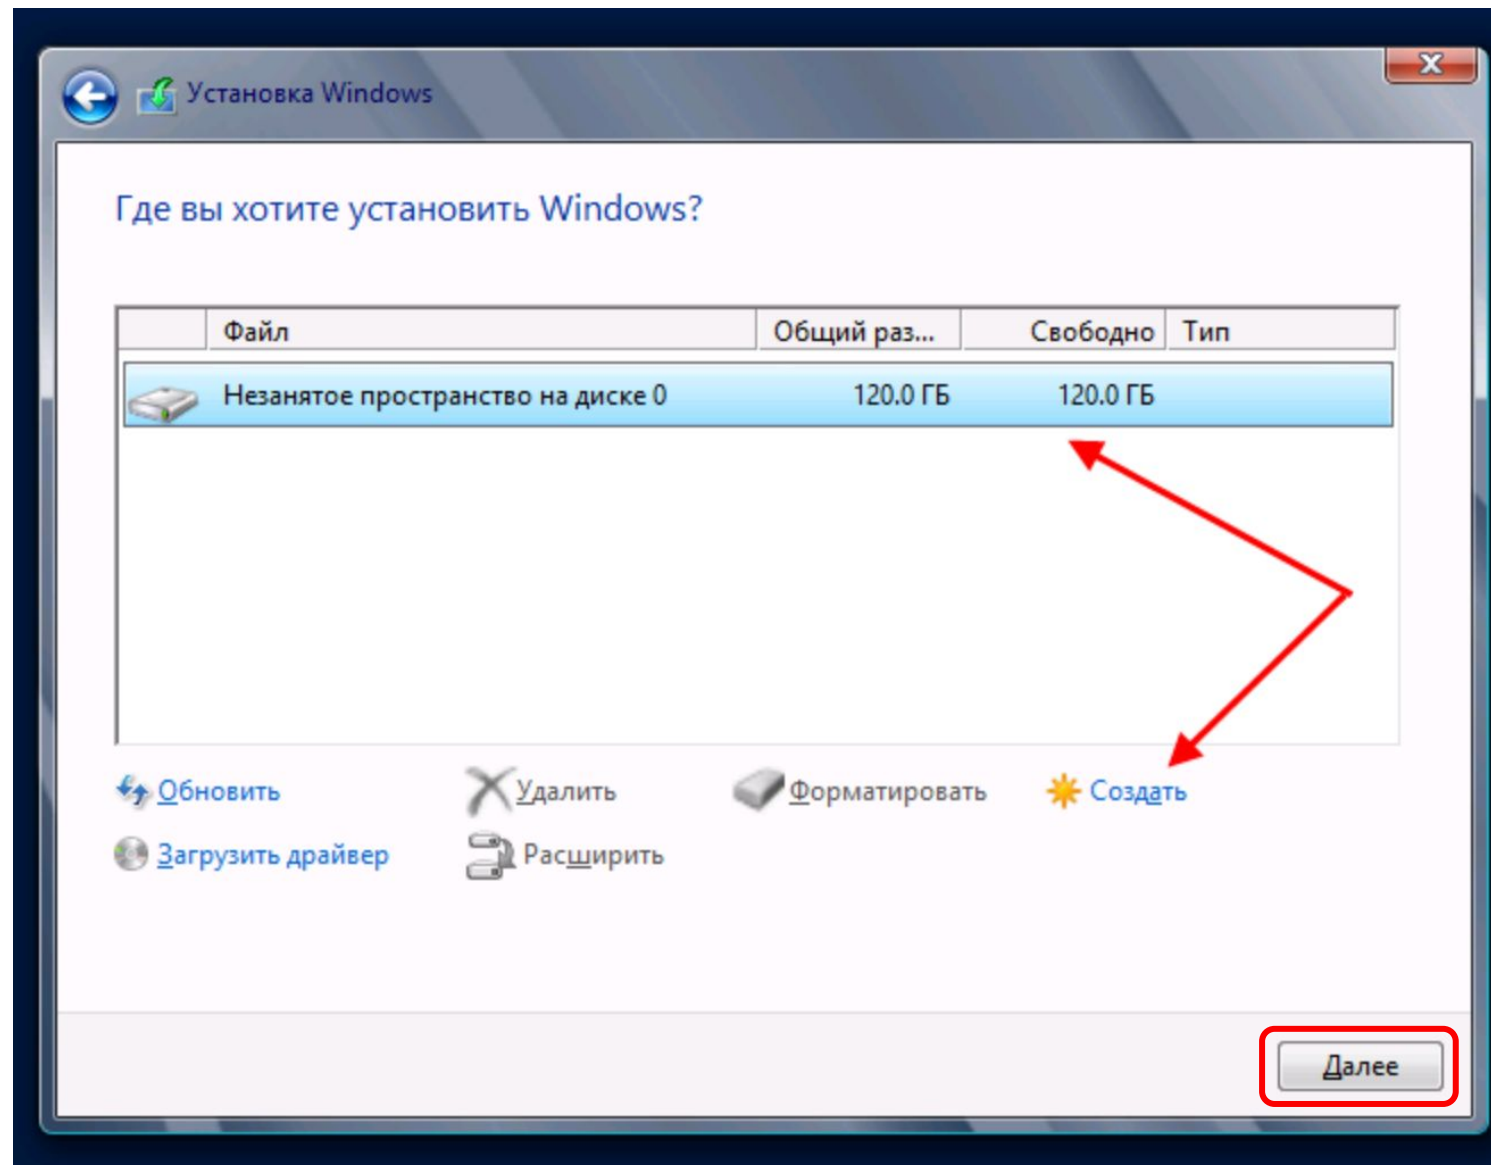 Установка Windows
Где вы хотите установить Windows?
Файл Общий раз... Свободно Тип
Незанятое пространство на диске 0 120.0 ГБ 120.0 ГБ
Обновить Удалить Форматировать Создать
Загрузить драйвер Расширить
Далее